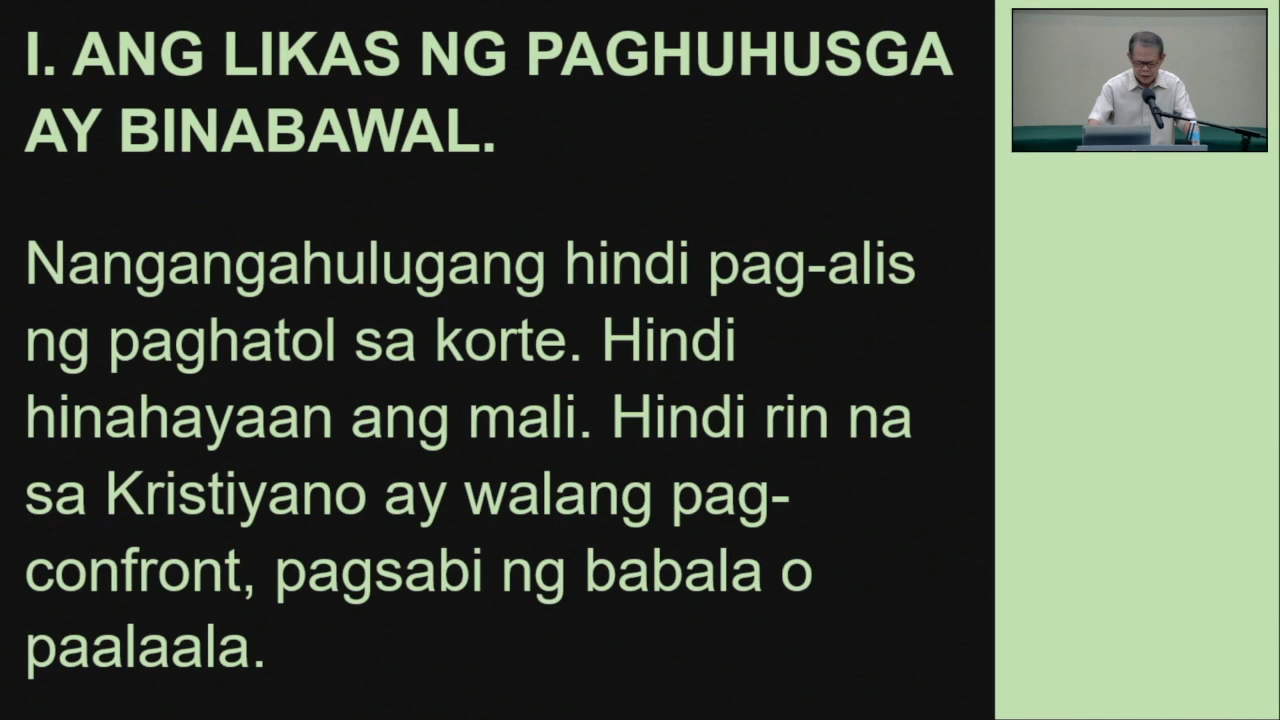 I. ANG LIKAS NG PAGHUHUSGA
AY BINABAWAL.
Nangangahulugang hindi pag-alis
ng paghatol sa korte. Hindi
hinahayaan ang mali. Hindi rin na
sa Kristiyano ay walang pag-
confront, pagsabi ng babala o
paalaala.